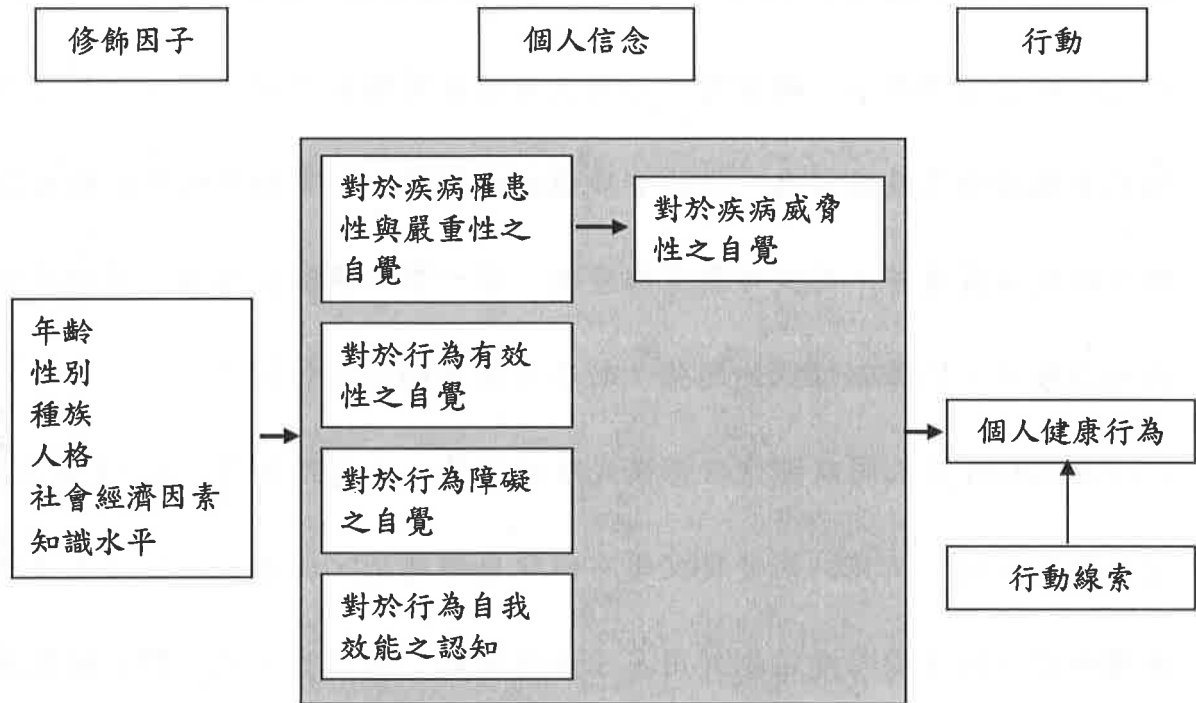 修飾因子
個人信念
行動
年齡
性別
種族
人格
社會經濟因素
知識水平
對於疾病罹患
性與嚴重性之
自覺
對於疾病威脅
性之自覺
對於行為有效
性之自覺
對於行為障礙
之自覺
對於行為自我
效能之認知
個人健康行為
行動線索